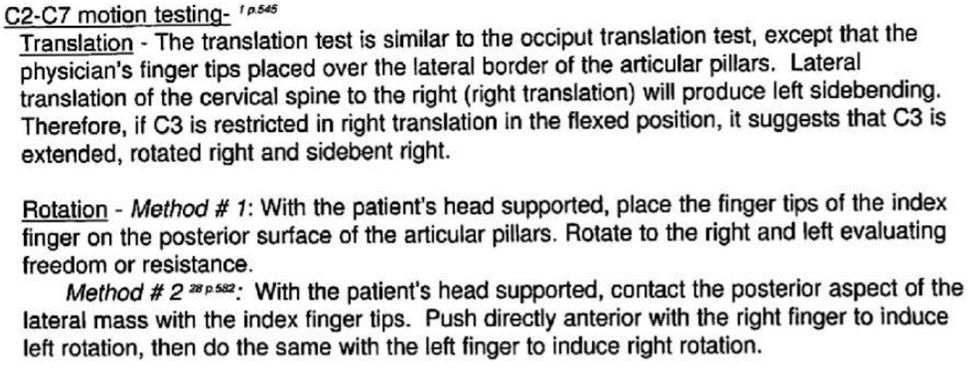 C2-C7 motion testing- 1 p.545
Translation - The translation test is similar to the occiput translation test, except that the
physician's finger tips placed over the lateral border of the articular pillars. Lateral
translation of the cervical spine to the right (right translation) will produce left sidebending.
Therefore, if C3 is restricted in right translation in the flexed position, it suggests that C3 is
extended, rotated right and sidebent right.
Rotation - Method # 1: With the patient's head supported, place the finger tips of the index
finger on the posterior surface of the articular pillars. Rotate to the right and left evaluating
freedom or resistance.
Method # 2 28 p.582: With the patient's head supported, contact the posterior aspect of the
lateral mass with the index finger tips. Push directly anterior with the right finger to induce
left rotation, then do the same with the left finger to induce right rotation.